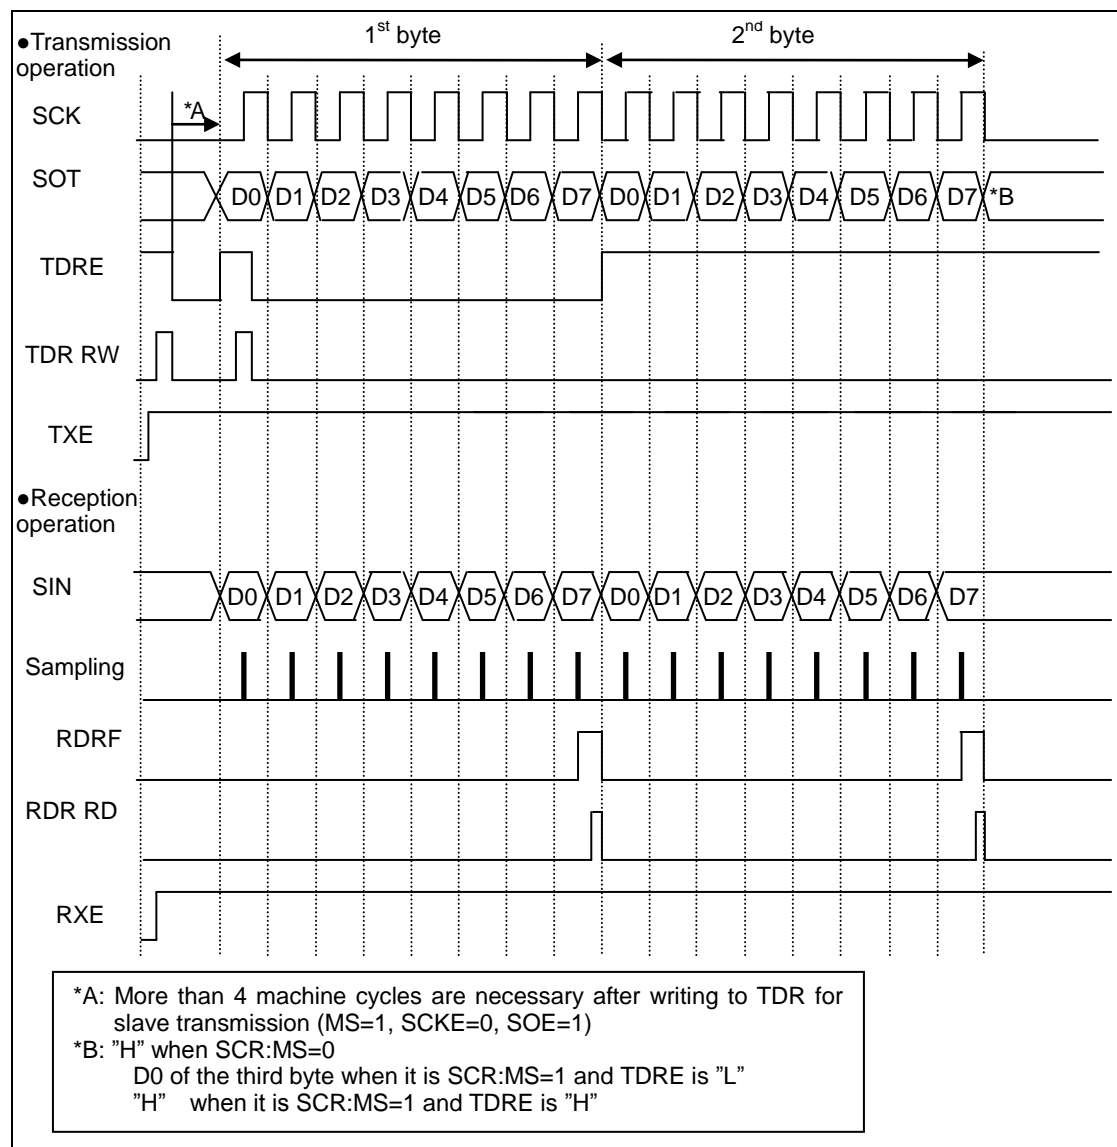 1st byte 2nd byte
●Transmission
operation
SCK *A
SOT D0 D1 D2 D3 D4 D5 D6 D7 D0 D1 D2 D3 D4 D5 D6 D7 *B
TDRE
TDR RW
TXE
●Reception
operation
SIN D0 D1 D2 D3 D4 D5 D6 D7 D0 D1 D2 D3 D4 D5 D6 D7
Sampling
RDRF
RDR RD
RXE
*A: More than 4 machine cycles are necessary after writing to TDR for
slave transmission (MS=1, SCKE=0, SOE=1)
*B: ”H” when SCR:MS=0
D0 of the third byte when it is SCR:MS=1 and TDRE is ”L”
”H” when it is SCR:MS=1 and TDRE is ”H”